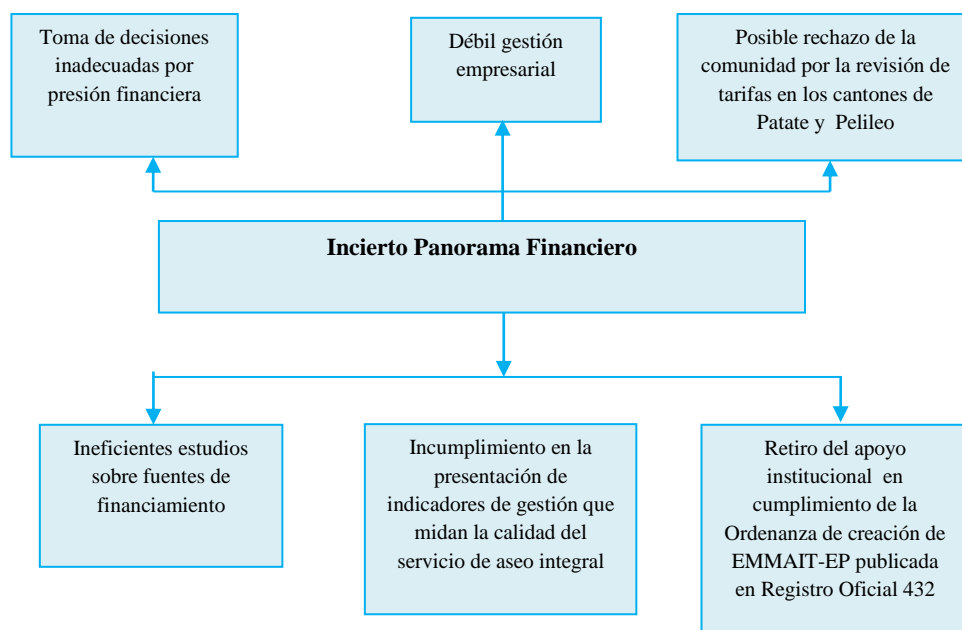 Toma de decisiones
inadecuadas por
presión financiera
Débil gestión
empresarial
Posible rechazo de la
comunidad por la revisión de
tarifas en los cantones de
Patate y Pelileo
Incierto Panorama Financiero
Ineficientes estudios
sobre fuentes de
financiamiento
Incumplimiento en la
presentación de
indicadores de gestión que
midan la calidad del
servicio de aseo integral
Retiro del apoyo
institucional en
cumplimiento de la
Ordenanza de creación de
EMMAIT-EP publicada
en Registro Oficial 432